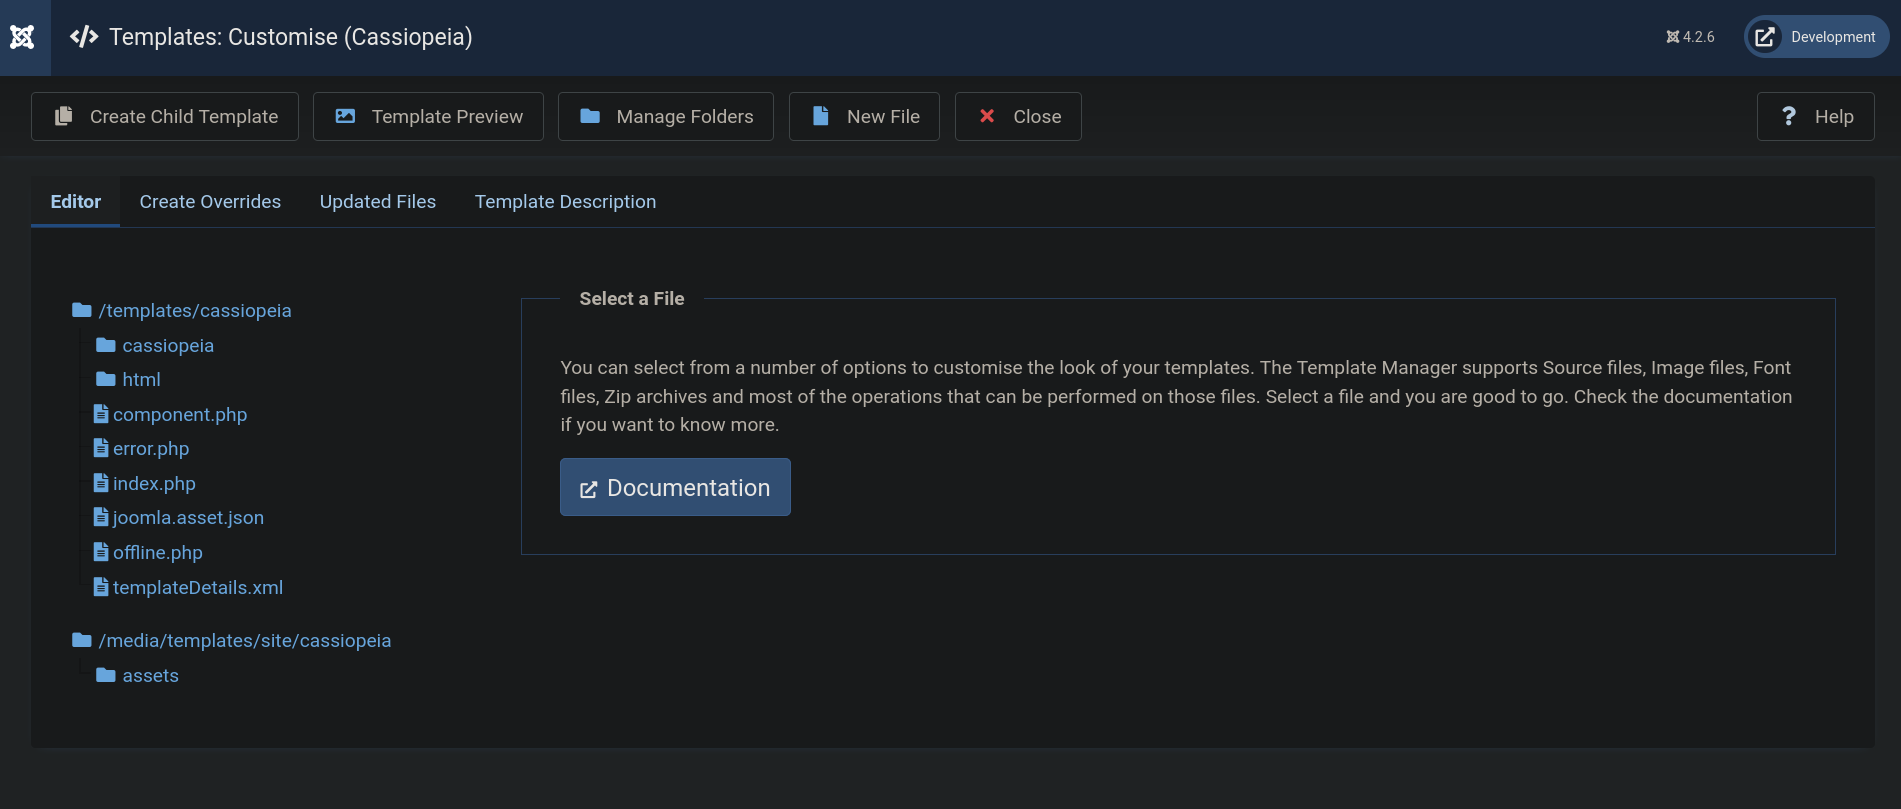 Templates: Customise (Cassiopeia)
4.2.6
Development
Create Child Template
Template Preview
Manage Folders
New File
Close
Help
Editor
Create Overrides
Updated Files
Template Description
/templates/cassiopeia
cassiopeia
html
component.php
error.php
index.php
joomla.asset.json
offline.php
templateDetails.xml
/media/templates/site/cassiopeia
assets
Select a File
You can select from a number of options to customise the look of your templates. The Template Manager supports Source files, Image files, Font
files, Zip archives and most of the operations that can be performed on those files. Select a file and you are good to go. Check the documentation
if you want to know more.
Documentation